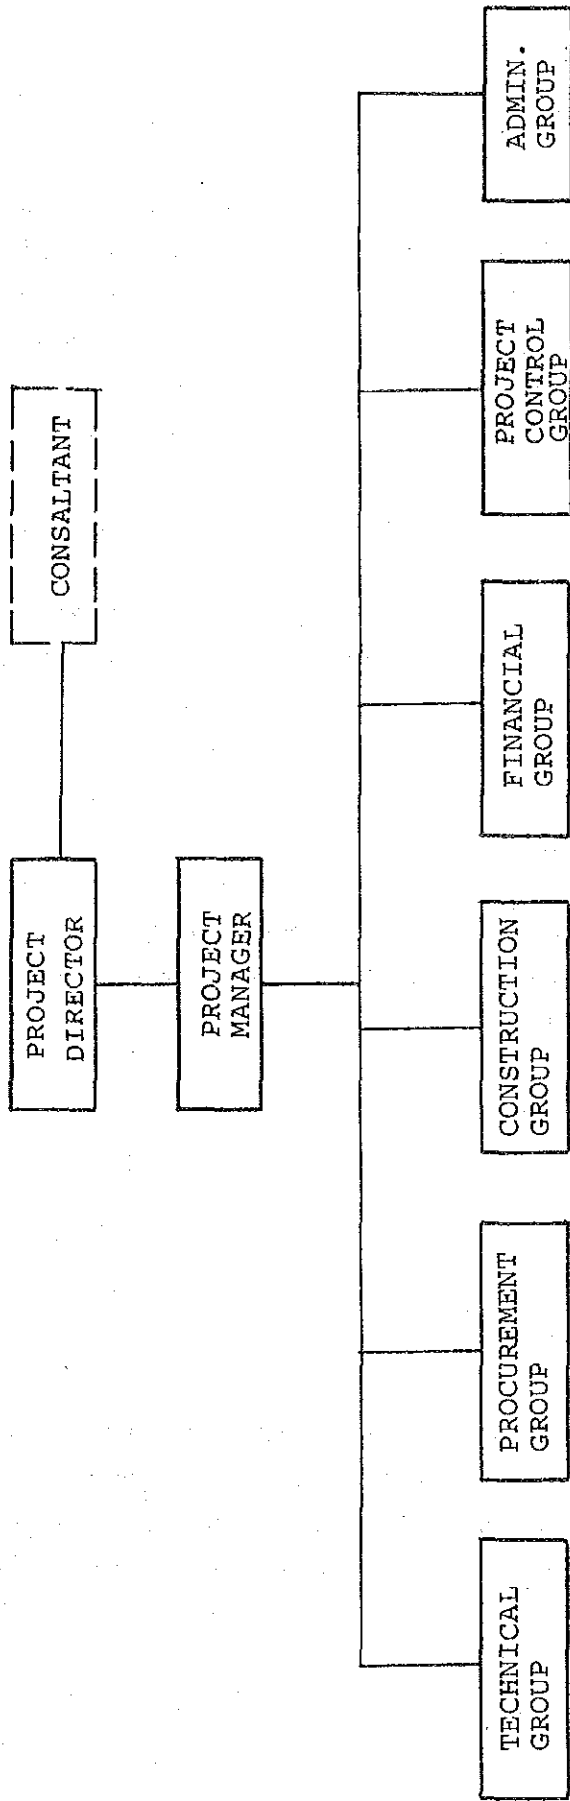 PROJECT
DIRECTOR
CONSALTANT
PROJECT
MANAGER
TECHNICAL
GROUP
PROCUREMENT
GROUP
CONSTRUCTION
GROUP
FINANCIAL
GROUP
PROJECT
CONTROL
GROUP
ADMIN.
GROUP